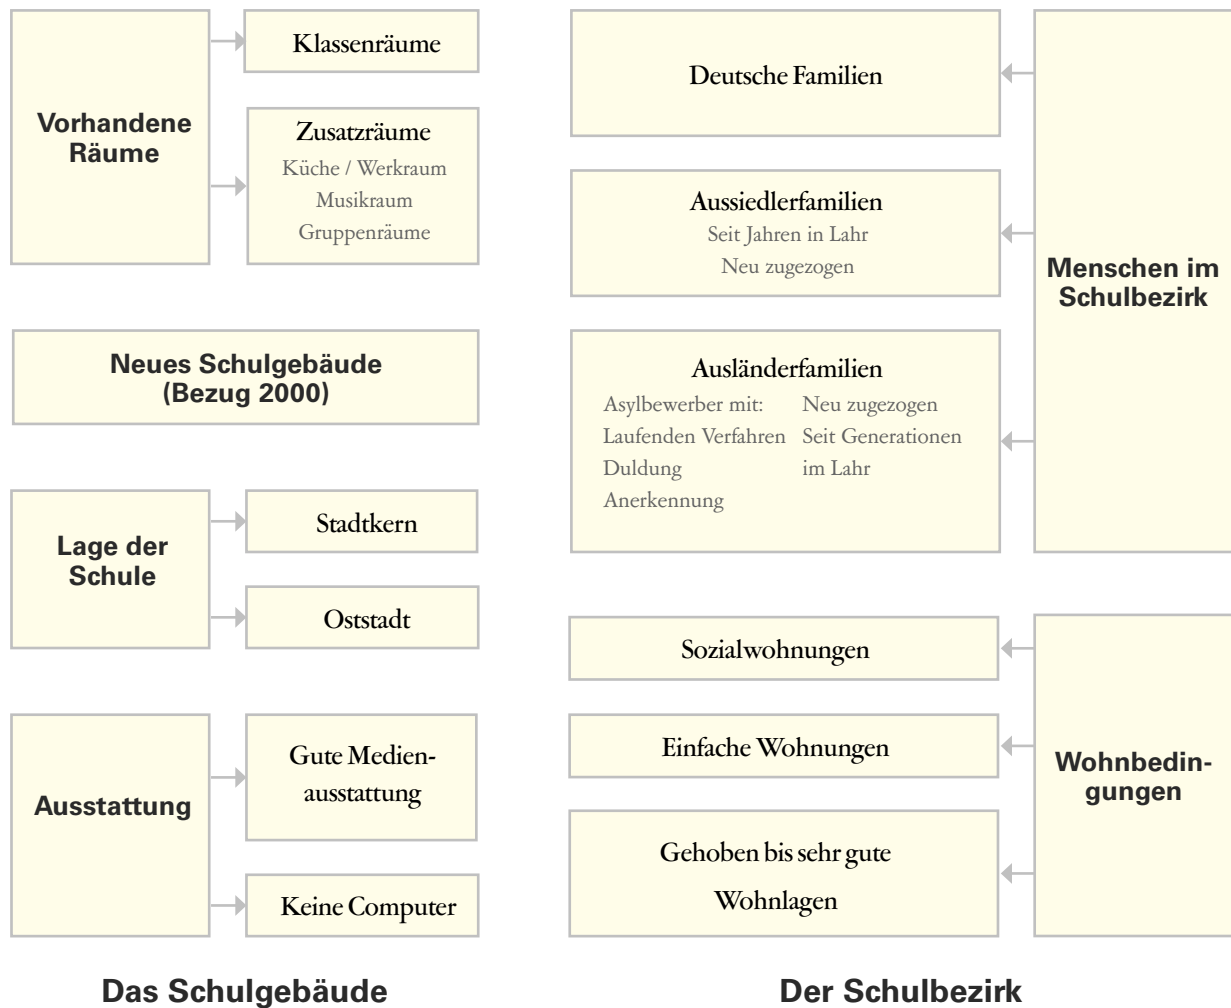 Vorhandene
Räume
Klassenräume
Zusatzräume
Küche / Werkraum
Musikraum
Gruppenräume
Neues Schulgebäude
(Bezug 2000)
Lage der
Schule
Stadtkern
Oststadt
Ausstattung
Gute Medien-
ausstattung
Keine Computer
Das Schulgebäude
Deutsche Familien
Aussiedlerfamilien
Seit Jahren in Lahr
Neu zugezogen
Ausländerfamilien
Asylbewerber mit:
Laufenden Verfahren
Duldung
Anerkennung
Neu zugezogen
Seit Generationen
im Lahr
Menschen im
Schulbezirk
Sozialwohnungen
Einfache Wohnungen
Gehoben bis sehr gute
Wohnlagen
Wohnbedin-
gungen
Der Schulbezirk